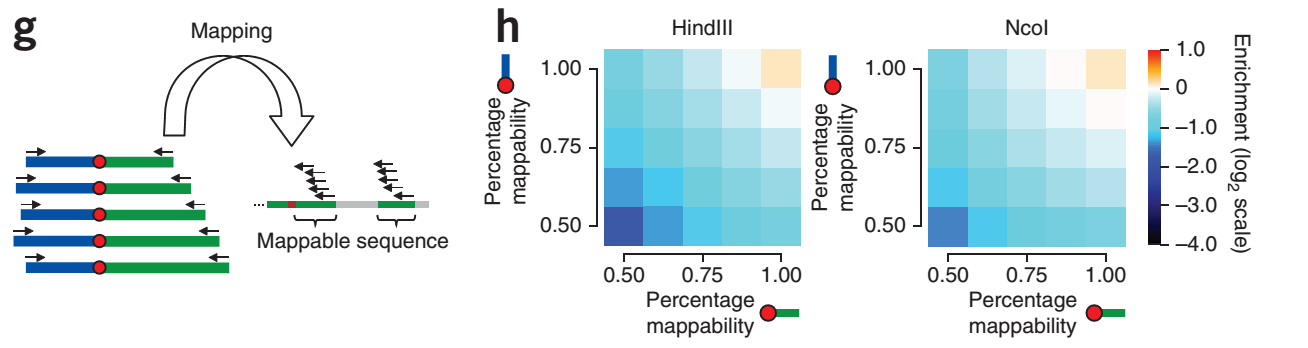 g
Mapping
...
Mappable sequence
h
HindIII
Percentage
mappability
1.00
0.75
0.50
0.50 0.75 1.00
Percentage
mappability
NcoI
Percentage
mappability
1.00
0.75
0.50
0.50 0.75 1.00
Percentage
mappability
1.0
0
–1.0
–2.0
–3.0
–4.0
Enrichment (log2 scale)